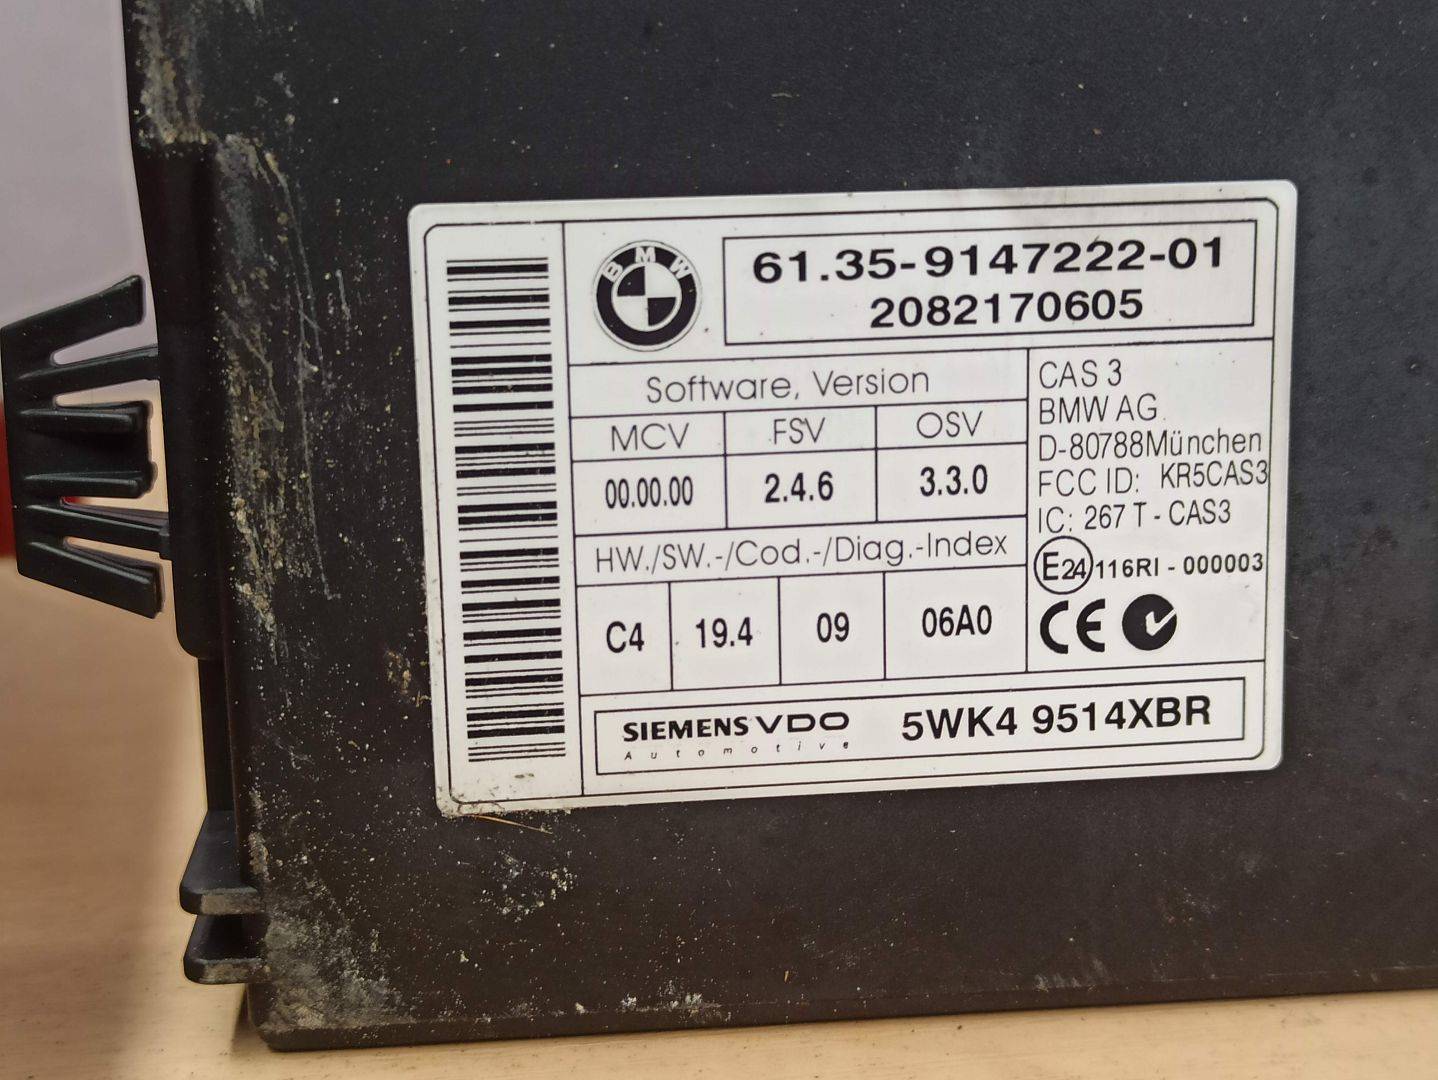 BMW
61.35-9147222-01
2082170605
Software, Version
MCV FSV OSV
00.00.00 2.4.6 3.3.0
HW./SW.-/Cod.-/Diag.-Index
C4 19.4 09 06A0
CAS 3
BMW AG
D-80788München
FCC ID: KR5CAS3
IC: 267 T - CAS3
E24 116RI - 000003
CE
SIEMENS VDO 5WK4 9514XBR
Automotive